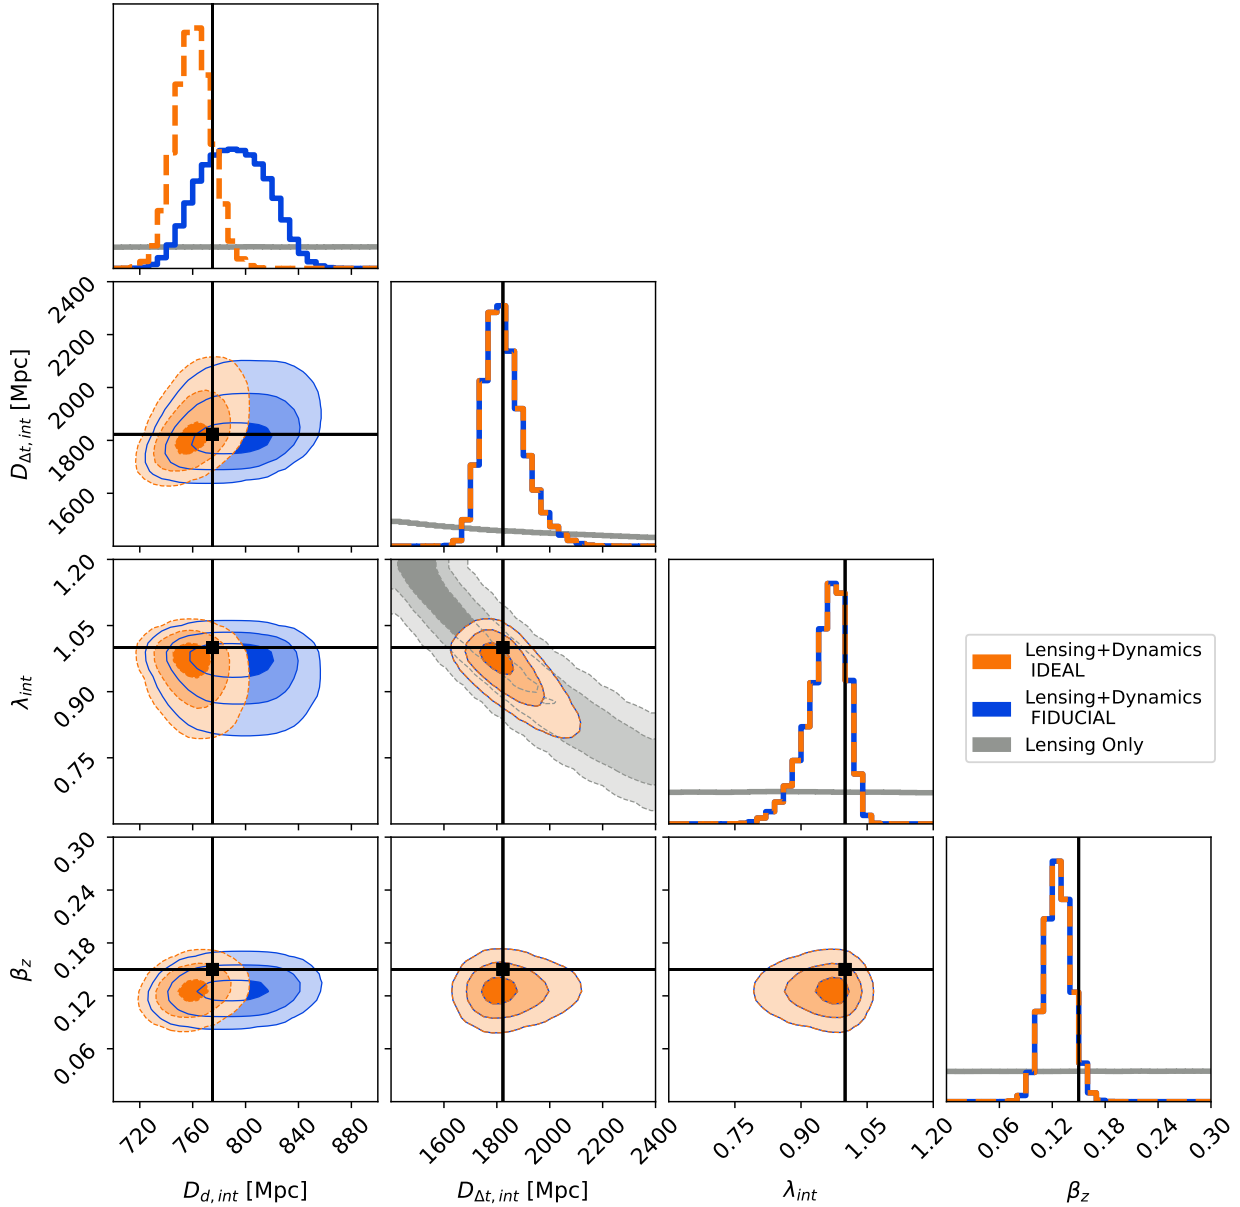 2400
2200
2000
1800
1600
D_{Δt,int} [Mpc]
1.20
1.05
0.90
0.75
λ_{int}
Lensing+Dynamics
IDEAL
Lensing+Dynamics
FIDUCIAL
Lensing Only
0.30
0.24
0.18
0.12
0.06
β_z
720 760 800 840 880
1600 1800 2000 2200 2400
0.75 0.90 1.05 1.20
0.06 0.12 0.18 0.24 0.30
D_{d,int} [Mpc]
D_{Δt,int} [Mpc]
λ_{int}
β_z